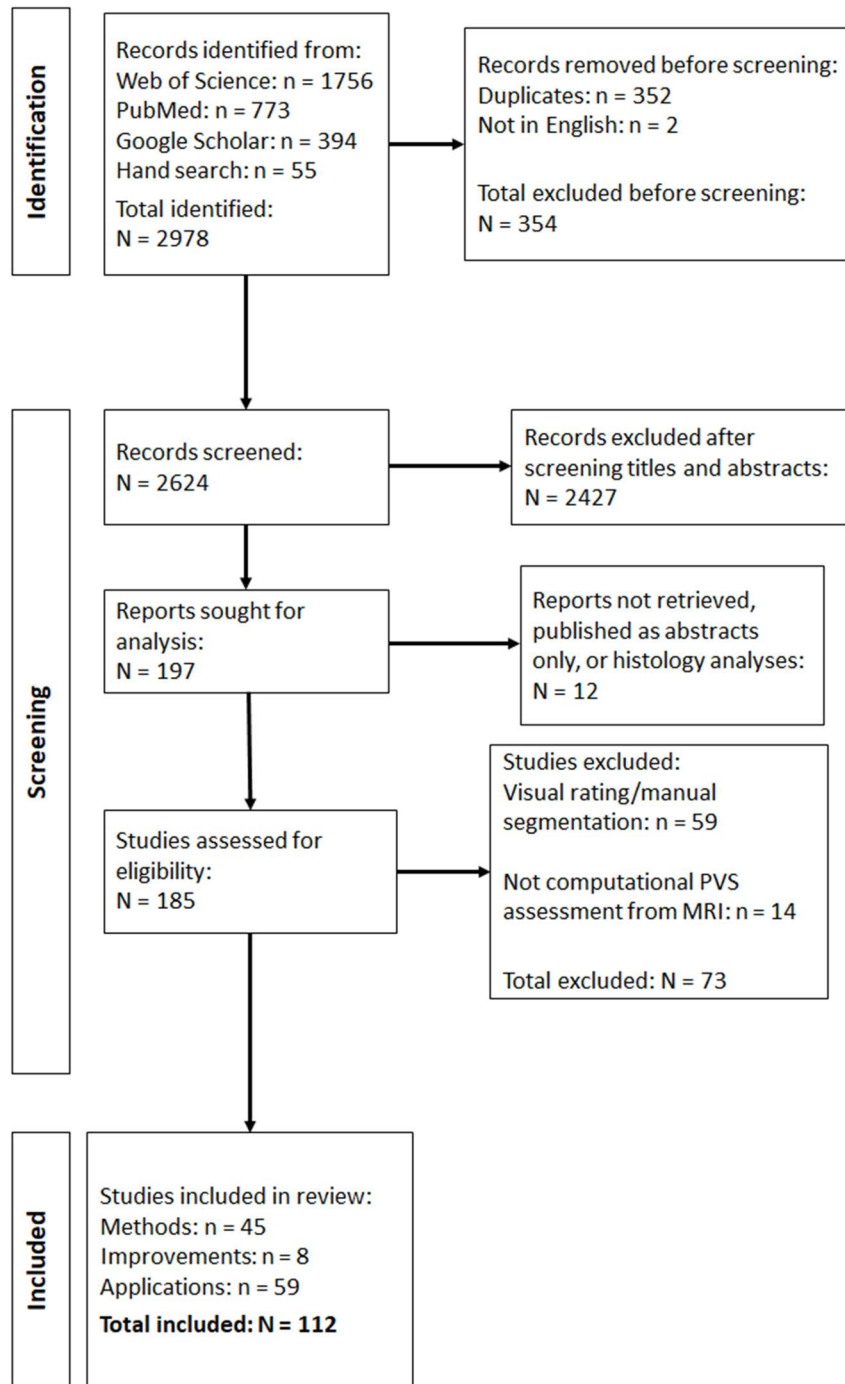 Identification
Records identified from:
Web of Science: n = 1756
PubMed: n = 773
Google Scholar: n = 394
Hand search: n = 55
Total identified:
N = 2978
Records removed before screening:
Duplicates: n = 352
Not in English: n = 2
Total excluded before screening:
N = 354
Screening
Records screened:
N = 2624
Records excluded after
screening titles and abstracts:
N = 2427
Reports sought for
analysis:
N = 197
Reports not retrieved,
published as abstracts
only, or histology analyses:
N = 12
Studies assessed for
eligibility:
N = 185
Studies excluded:
Visual rating/manual
segmentation: n = 59
Not computational PVS
assessment from MRI: n = 14
Total excluded: N = 73
Included
Studies included in review:
Methods: n = 45
Improvements: n = 8
Applications: n = 59
Total included: N = 112